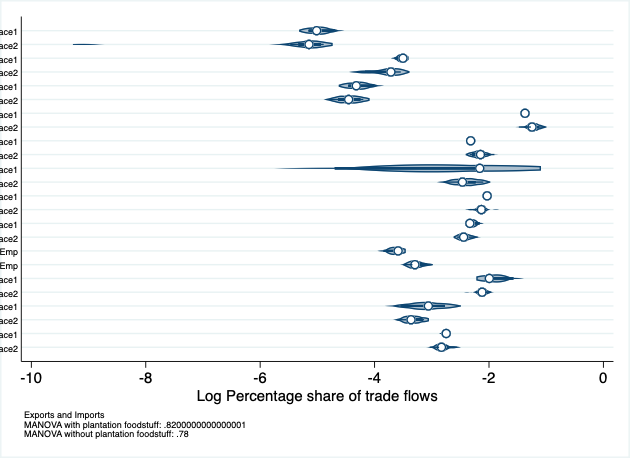 ace1
ace2
ace1
ace2
ace1
ace2
ace1
ace2
ace1
ace2
ace1
ace2
ace1
ace2
ace1
ace2
Emp
Emp
ace1
ace2
ace1
ace2
ace1
ace2
-10 -8 -6 -4 -2 0
Log Percentage share of trade flows
Exports and Imports
MANOVA with plantation foodstuff: .8200000000000001
MANOVA without plantation foodstuff: .78